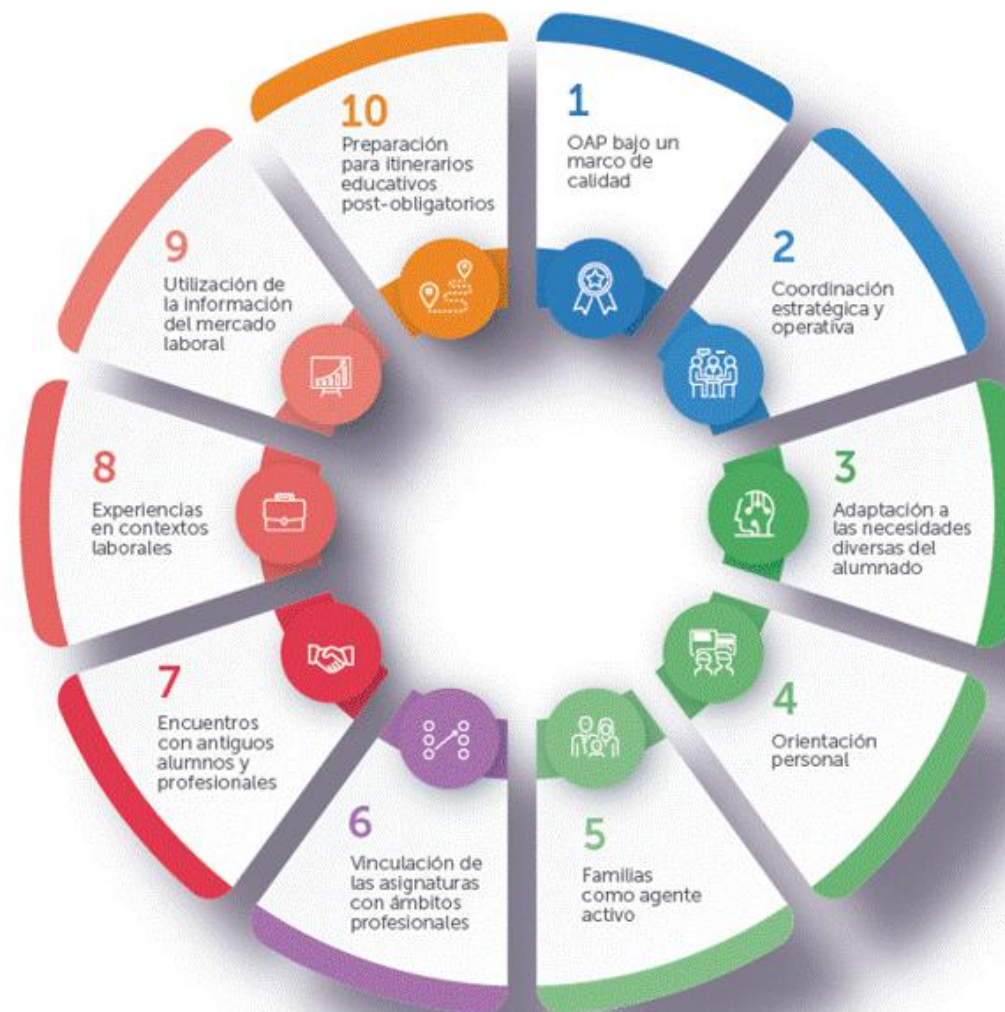 1
OAP bajo un
marco de
calidad
2
Coordinación
estratégica y
operativa
3
Adaptación a
las necesidades
diversas del
alumnado
4
Orientación
personal
5
Familias
como agente
activo
6
Vinculación de
las asignaturas
con ámbitos
profesionales
7
Encuentros
con antiguos
alumnos y
profesionales
8
Experiencias
en contextos
laborales
9
Utilización de
la información
del mercado
laboral
10
Preparación
para itinerarios
educativos
post-obligatorios